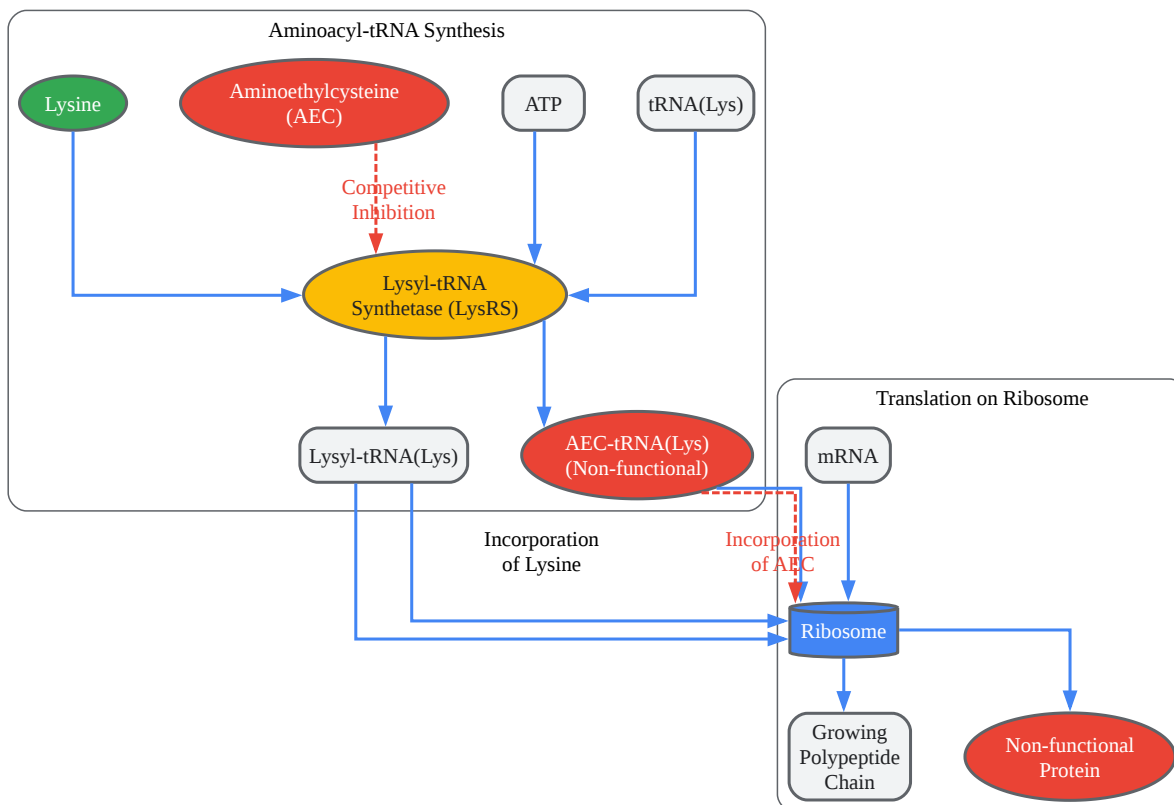 Aminoacyl-tRNA Synthesis
Lysine
Aminoethylcysteine
(AEC)
ATP
tRNA(Lys)
Competitive
Inhibition
Lysyl-tRNA
Synthetase (LysRS)
Lysyl-tRNA(Lys)
AEC-tRNA(Lys)
(Non-functional)
Translation on Ribosome
mRNA
Incorporation
of Lysine
Incorporation
of AEC
Ribosome
Growing
Polypeptide
Chain
Non-functional
Protein